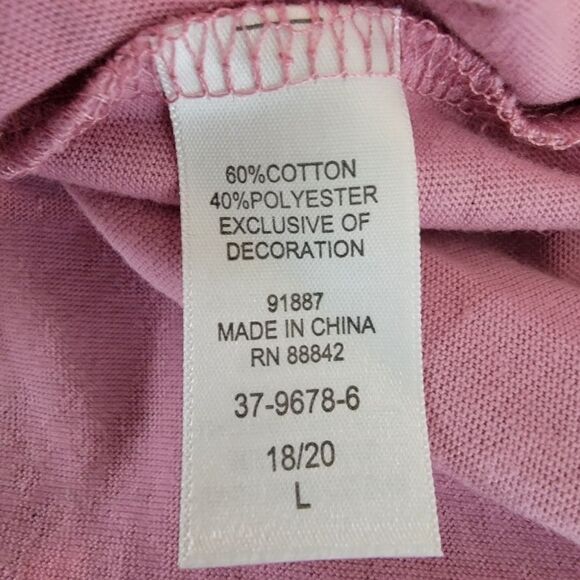 60%COTTON
40%POLYESTER
EXCLUSIVE OF
DECORATION
91887
MADE IN CHINA
RN 88842
37-9678-6
18/20
L